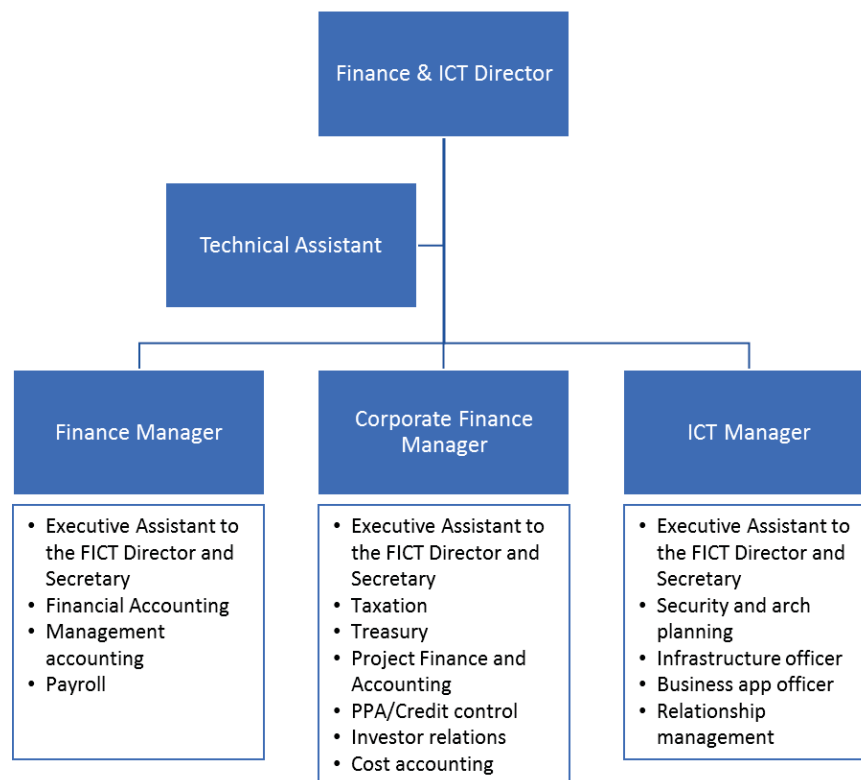 Finance & ICT Director
Technical Assistant
Finance Manager
Corporate Finance
Manager
ICT Manager
• Executive Assistant to
the FICT Director and
Secretary
• Financial Accounting
• Management
accounting
• Payroll
• Executive Assistant to
the FICT Director and
Secretary
• Taxation
• Treasury
• Project Finance and
Accounting
• PPA/Credit control
• Investor relations
• Cost accounting
• Executive Assistant to
the FICT Director and
Secretary
• Security and arch
planning
• Infrastructure officer
• Business app officer
• Relationship
management